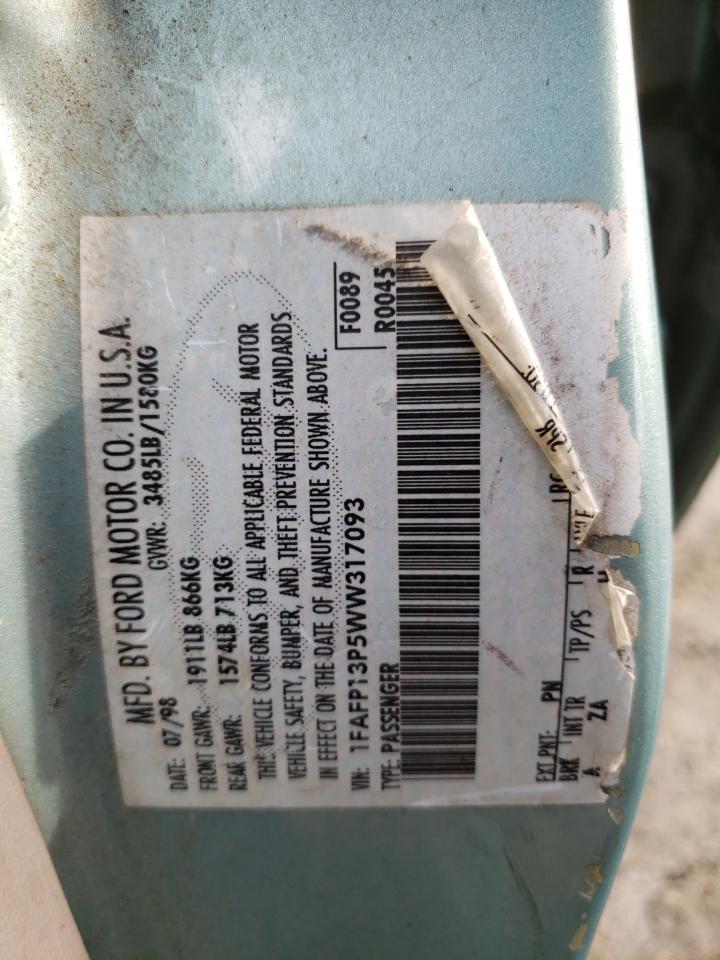 MFD. BY FORD MOTOR CO. IN U.S.A.
DATE: 07/98 GVWR: 3485LB/1580KG
FRONT GAWR: 1911LB 866KG
REAR GAWR: 1574LB 713KG
THIS VEHICLE CONFORMS TO ALL APPLICABLE FEDERAL MOTOR
VEHICLE SAFETY, BUMPER, AND THEFT PREVENTION STANDARDS
IN EFFECT ON THE DATE OF MANUFACTURE SHOWN ABOVE.
VIN: 1FAFP13P5WW317093 F0089
TYPE: PASSENGER R0045
EXT PNT: PN
BRK INT TR TP/PS R
A ZA